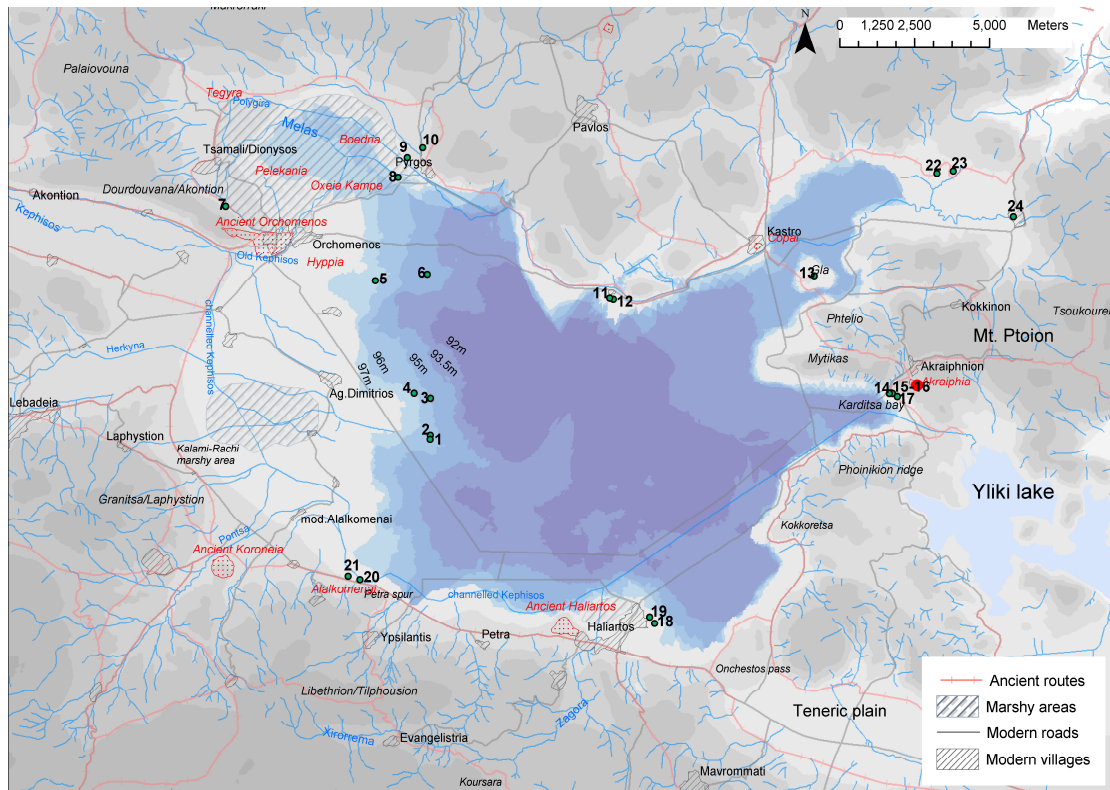 N
0 1,250 2,500 5,000 Meters
Palaiovouna
Tegyra
Polygira
Melas
Boedria
Pavlos
Tsamali/Dionysos
9
10
Pyrgos
Pelekania
Oxeia Kampe
8
22
23
Dourdouvana/Akontion
Akontion
7
24
Kephisos
Ancient Orchomenos
Orchomenos
Kastro
Copai
Old Kephisos
Hyppia
5
6
13
Gla
11
12
channelled Kephisos
Kokkinon
Tsoukourel
Phtelio
Mt. Ptoion
92m
93.5m
95m
96m
97m
Herkyna
Mytikas
Akraiphnion
Akraiphia
Ag.Dimitrios
4
3
14
15
16
17
Karditsa bay
Lebadeia
Laphystion
2
1
Kalami-Rachi
marshy area
Phoinikion ridge
Granitsa/Laphystion
Yliki lake
mod.Alalkomenai
Kokkoretsa
Pontsa
Ancient Koroneia
21
20
Alalkomenai
Petra spur
channelled Kephisos
Ancient Haliartos
19
18
Haliartos
Ypsilantis
Petra
Onchestos pass
Libethrion/Tilphousion
Teneric plain
Zagora
Xirorrema
Evangelistria
Mavrommati
Koursara
Ancient routes
Marshy areas
Modern roads
Modern villages